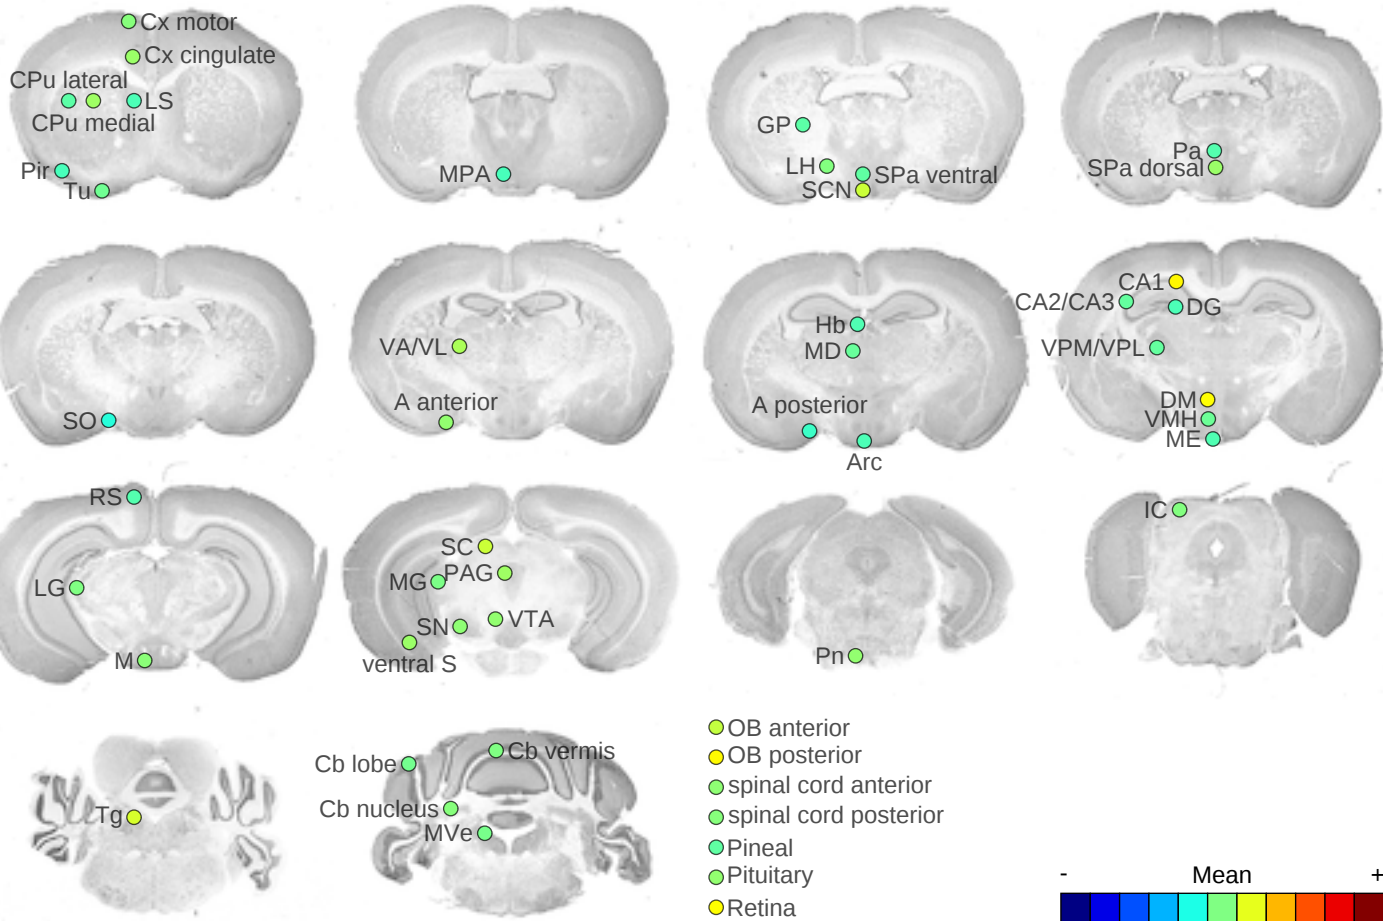 Cx motor
Cx cingulate
CPu lateral
LS
CPu medial
Pir
Tu
MPA
GP
LH
SPa ventral
SCN
Pa
SPa dorsal
SO
VA/VL
A anterior
Hb
MD
A posterior
Arc
CA1
CA2/CA3
DG
VPM/VPL
DM
VMH
ME
RS
LG
M
SC
PAG
MG
SN
VTA
ventral S
Pn
IC
Tg
Cb lobe
Cb vermis
Cb nucleus
MVe
OB anterior
OB posterior
spinal cord anterior
spinal cord posterior
Pineal
Pituitary
Retina
- Mean +